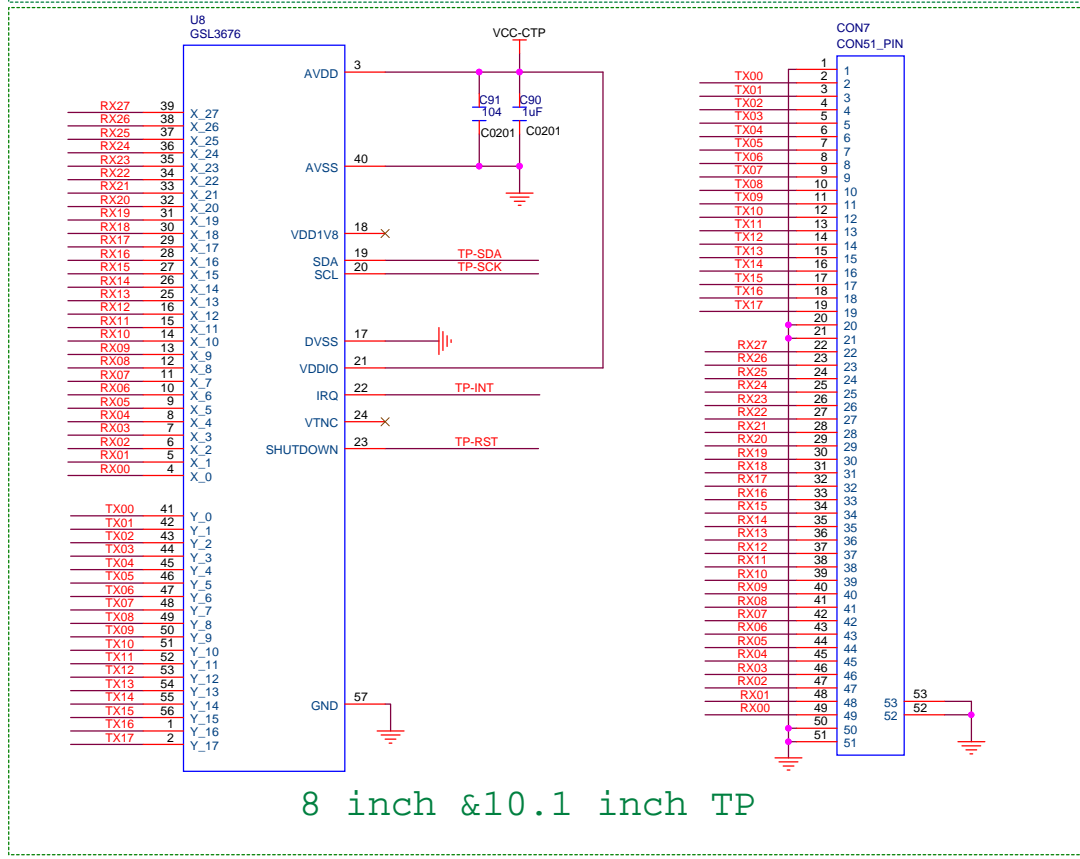 U8
GSL3676
RX27 39 X_27
RX26 38 X_26
RX25 37 X_25
RX24 36 X_24
RX23 35 X_23
RX22 34 X_22
RX21 33 X_21
RX20 32 X_20
RX19 31 X_19
RX18 30 X_18
RX17 29 X_17
RX16 28 X_16
RX15 27 X_15
RX14 26 X_14
RX13 25 X_13
RX12 16 X_12
RX11 15 X_11
RX10 14 X_10
RX09 13 X_9
RX08 12 X_8
RX07 11 X_7
RX06 10 X_6
RX05 9 X_5
RX04 8 X_4
RX03 7 X_3
RX02 6 X_2
RX01 5 X_1
RX00 4 X_0
TX00 41 Y_0
TX01 42 Y_1
TX02 43 Y_2
TX03 44 Y_3
TX04 45 Y_4
TX05 46 Y_5
TX06 47 Y_6
TX07 48 Y_7
TX08 49 Y_8
TX09 50 Y_9
TX10 51 Y_10
TX11 52 Y_11
TX12 53 Y_12
TX13 54 Y_13
TX14 55 Y_14
TX15 56 Y_15
TX16 1 Y_16
TX17 2 Y_17
AVDD 3
AVSS 40
VDD1V8 18
SDA 19 TP-SDA
SCL 20 TP-SCK
DVSS 17
VDDIO 21
IRQ 22 TP-INT
VTNC 24
SHUTDOWN 23 TP-RST
GND 57
VCC-CTP
C91
104
C0201
C90
1uF
C0201
CON7
CON51_PIN
1 1
TX00 2 2
TX01 3 3
TX02 4 4
TX03 5 5
TX04 6 6
TX05 7 7
TX06 8 8
TX07 9 9
TX08 10 10
TX09 11 11
TX10 12 12
TX11 13 13
TX12 14 14
TX13 15 15
TX14 16 16
TX15 17 17
TX16 18 18
TX17 19 19
20 20
21 21
RX27 22 22
RX26 23 23
RX25 24 24
RX24 25 25
RX23 26 26
RX22 27 27
RX21 28 28
RX20 29 29
RX19 30 30
RX18 31 31
RX17 32 32
RX16 33 33
RX15 34 34
RX14 35 35
RX13 36 36
RX12 37 37
RX11 38 38
RX10 39 39
RX09 40 40
RX08 41 41
RX07 42 42
RX06 43 43
RX05 44 44
RX04 45 45
RX03 46 46
RX02 47 47
RX01 48 48
RX00 49 49
50 50
51 51
53 53
52 52
8 inch &10.1 inch TP